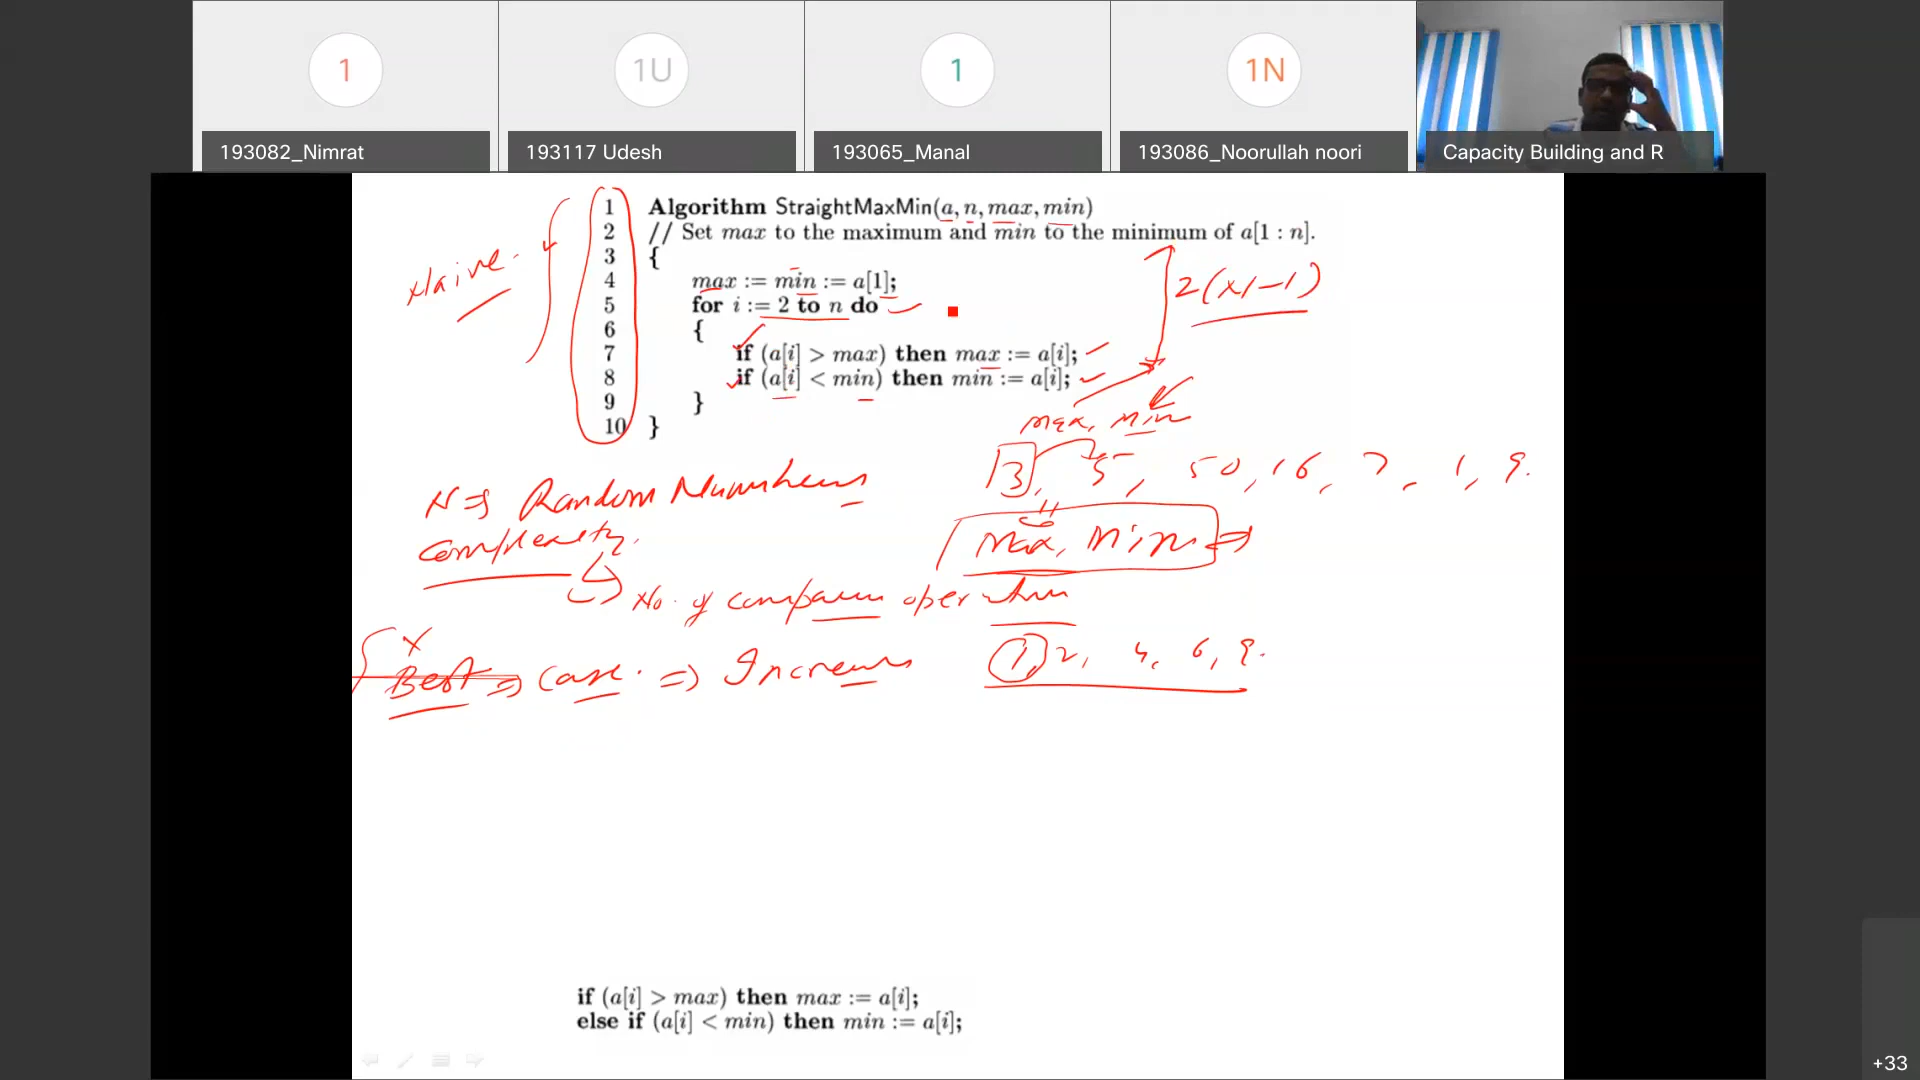 1 1U 1 1N
193082_Nimrat 193117 Udesh 193065_Manal 193086_Noorullah noori Capacity Building and R
1 Algorithm StraightMaxMin(a, n, max, min)
2 // Set max to the maximum and min to the minimum of a[1 : n].
3 {
4 max := min := a[1];
5 for i := 2 to n do
6 {
7 if (a[i] > max) then max := a[i];
8 if (a[i] < min) then min := a[i];
9 }
10 }
Naive.
2(n-1)
max, min
3, 25, 50, 16, 7, 1, 9.
N => Random Numbers
complexity.
Max, Min =>
No. of comparison operation
Best => Case. => Increas
1, 2, 4, 6, 9.
if (a[i] > max) then max := a[i];
else if (a[i] < min) then min := a[i];
+33